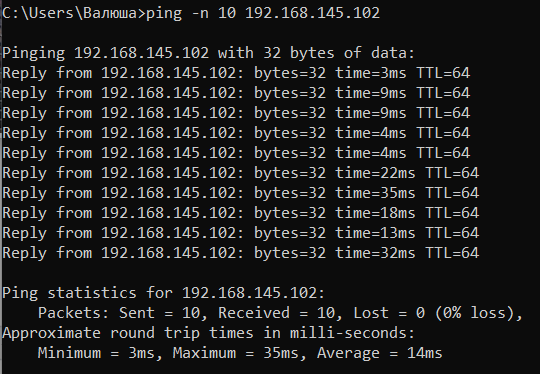 C:\Users\Валюша>ping -n 10 192.168.145.102
Pinging 192.168.145.102 with 32 bytes of data:
Reply from 192.168.145.102: bytes=32 time=3ms TTL=64
Reply from 192.168.145.102: bytes=32 time=9ms TTL=64
Reply from 192.168.145.102: bytes=32 time=9ms TTL=64
Reply from 192.168.145.102: bytes=32 time=4ms TTL=64
Reply from 192.168.145.102: bytes=32 time=4ms TTL=64
Reply from 192.168.145.102: bytes=32 time=22ms TTL=64
Reply from 192.168.145.102: bytes=32 time=35ms TTL=64
Reply from 192.168.145.102: bytes=32 time=18ms TTL=64
Reply from 192.168.145.102: bytes=32 time=13ms TTL=64
Reply from 192.168.145.102: bytes=32 time=32ms TTL=64
Ping statistics for 192.168.145.102:
    Packets: Sent = 10, Received = 10, Lost = 0 (0% loss),
Approximate round trip times in milli-seconds:
    Minimum = 3ms, Maximum = 35ms, Average = 14ms